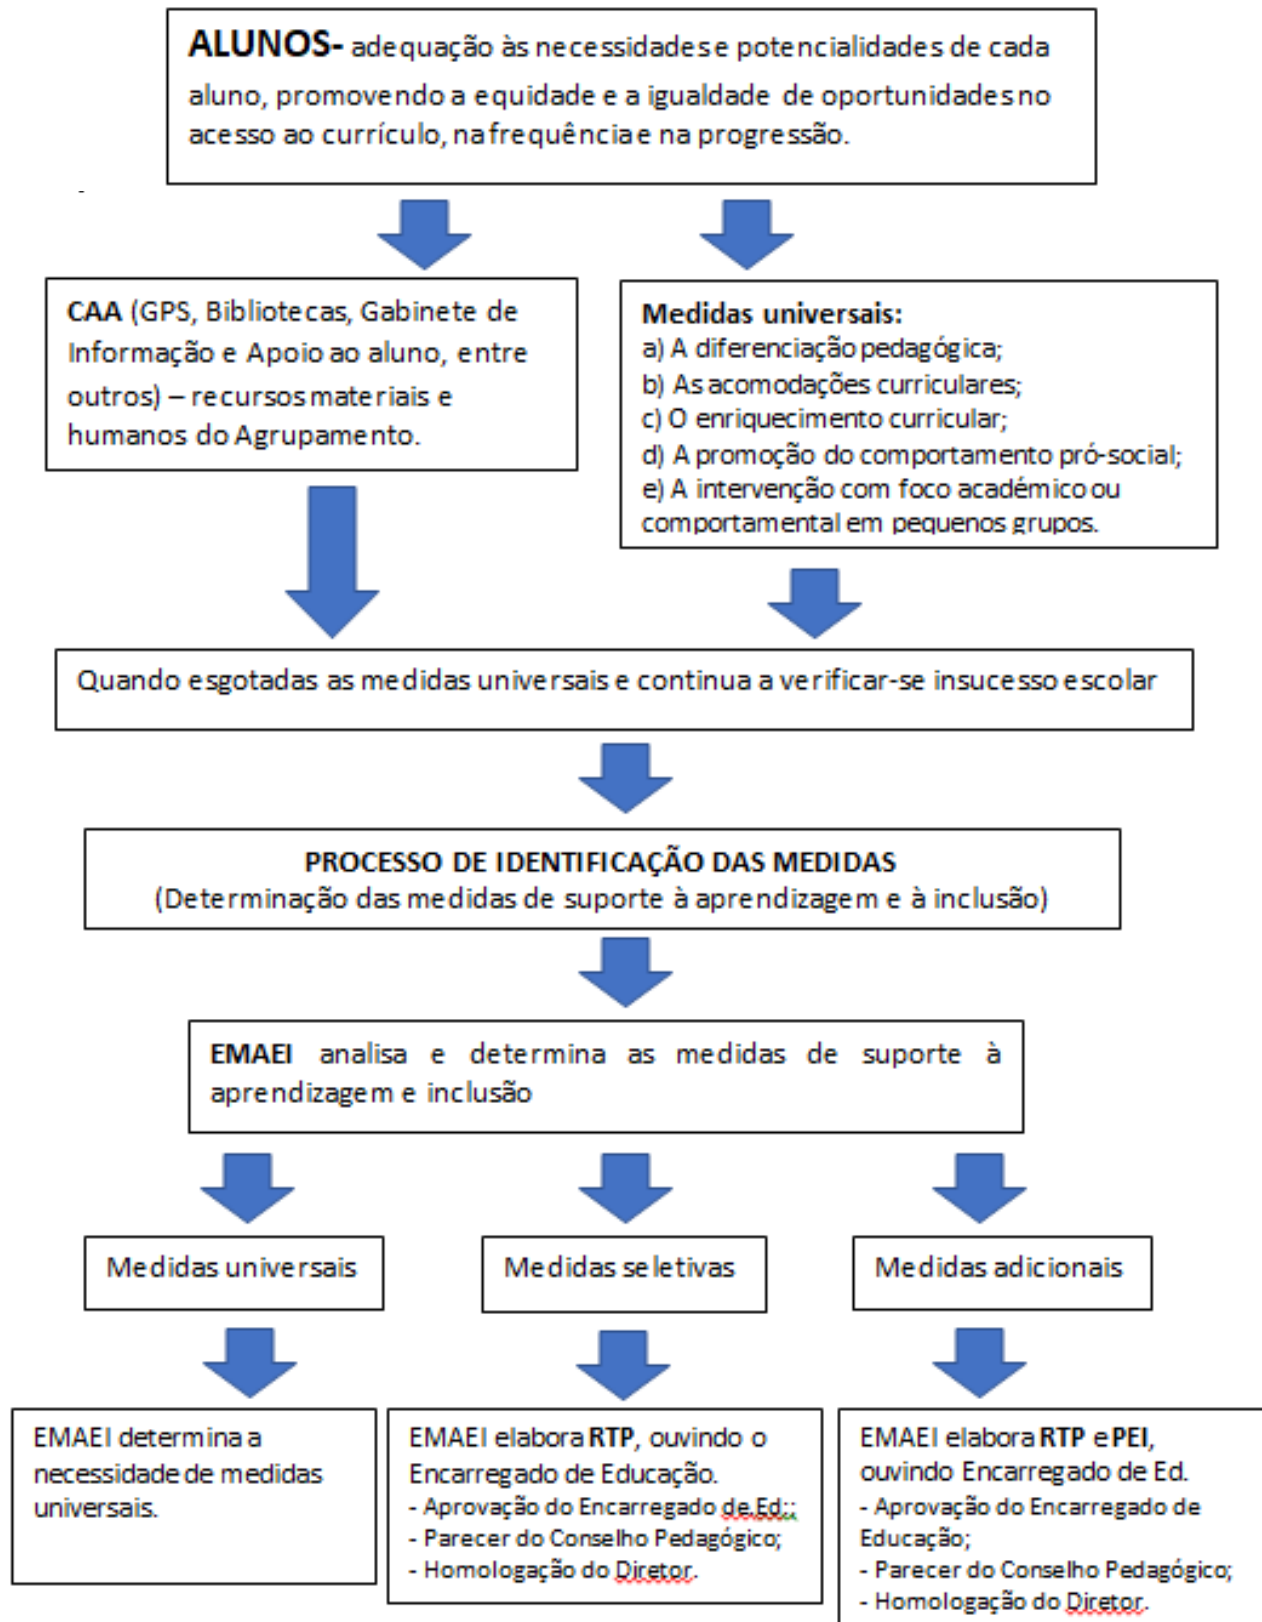 ALUNOS- adequação às necessidades e potencialidades de cada
aluno, promovendo a equidade e a igualdade de oportunidades no
acesso ao currículo, na frequência e na progressão.
-
CAA (GPS, Bibliotecas, Gabinete de
Informação e Apoio ao aluno, entre
outros) – recursos materiais e
humanos do Agrupamento.
Medidas universais:
a) A diferenciação pedagógica;
b) As acomodações curriculares;
c) O enriquecimento curricular;
d) A promoção do comportamento pró-social;
e) A intervenção com foco académico ou
comportamental em pequenos grupos.
Quando esgotadas as medidas universais e continua a verificar-se insucesso escolar
PROCESSO DE IDENTIFICAÇÃO DAS MEDIDAS
(Determinação das medidas de suporte à aprendizagem e à inclusão)
EMAEI analisa e determina as medidas de suporte à
aprendizagem e inclusão
Medidas universais
Medidas seletivas
Medidas adicionais
EMAEI determina a
necessidade de medidas
universais.
EMAEI elabora RTP, ouvindo o
Encarregado de Educação.
- Aprovação do Encarregado de.Ed.;;
- Parecer do Conselho Pedagógico;
- Homologação do Diretor.
EMAEI elabora RTP e PEI,
ouvindo Encarregado de Ed.
- Aprovação do Encarregado de
Educação;
- Parecer do Conselho Pedagógico;
- Homologação do Diretor.